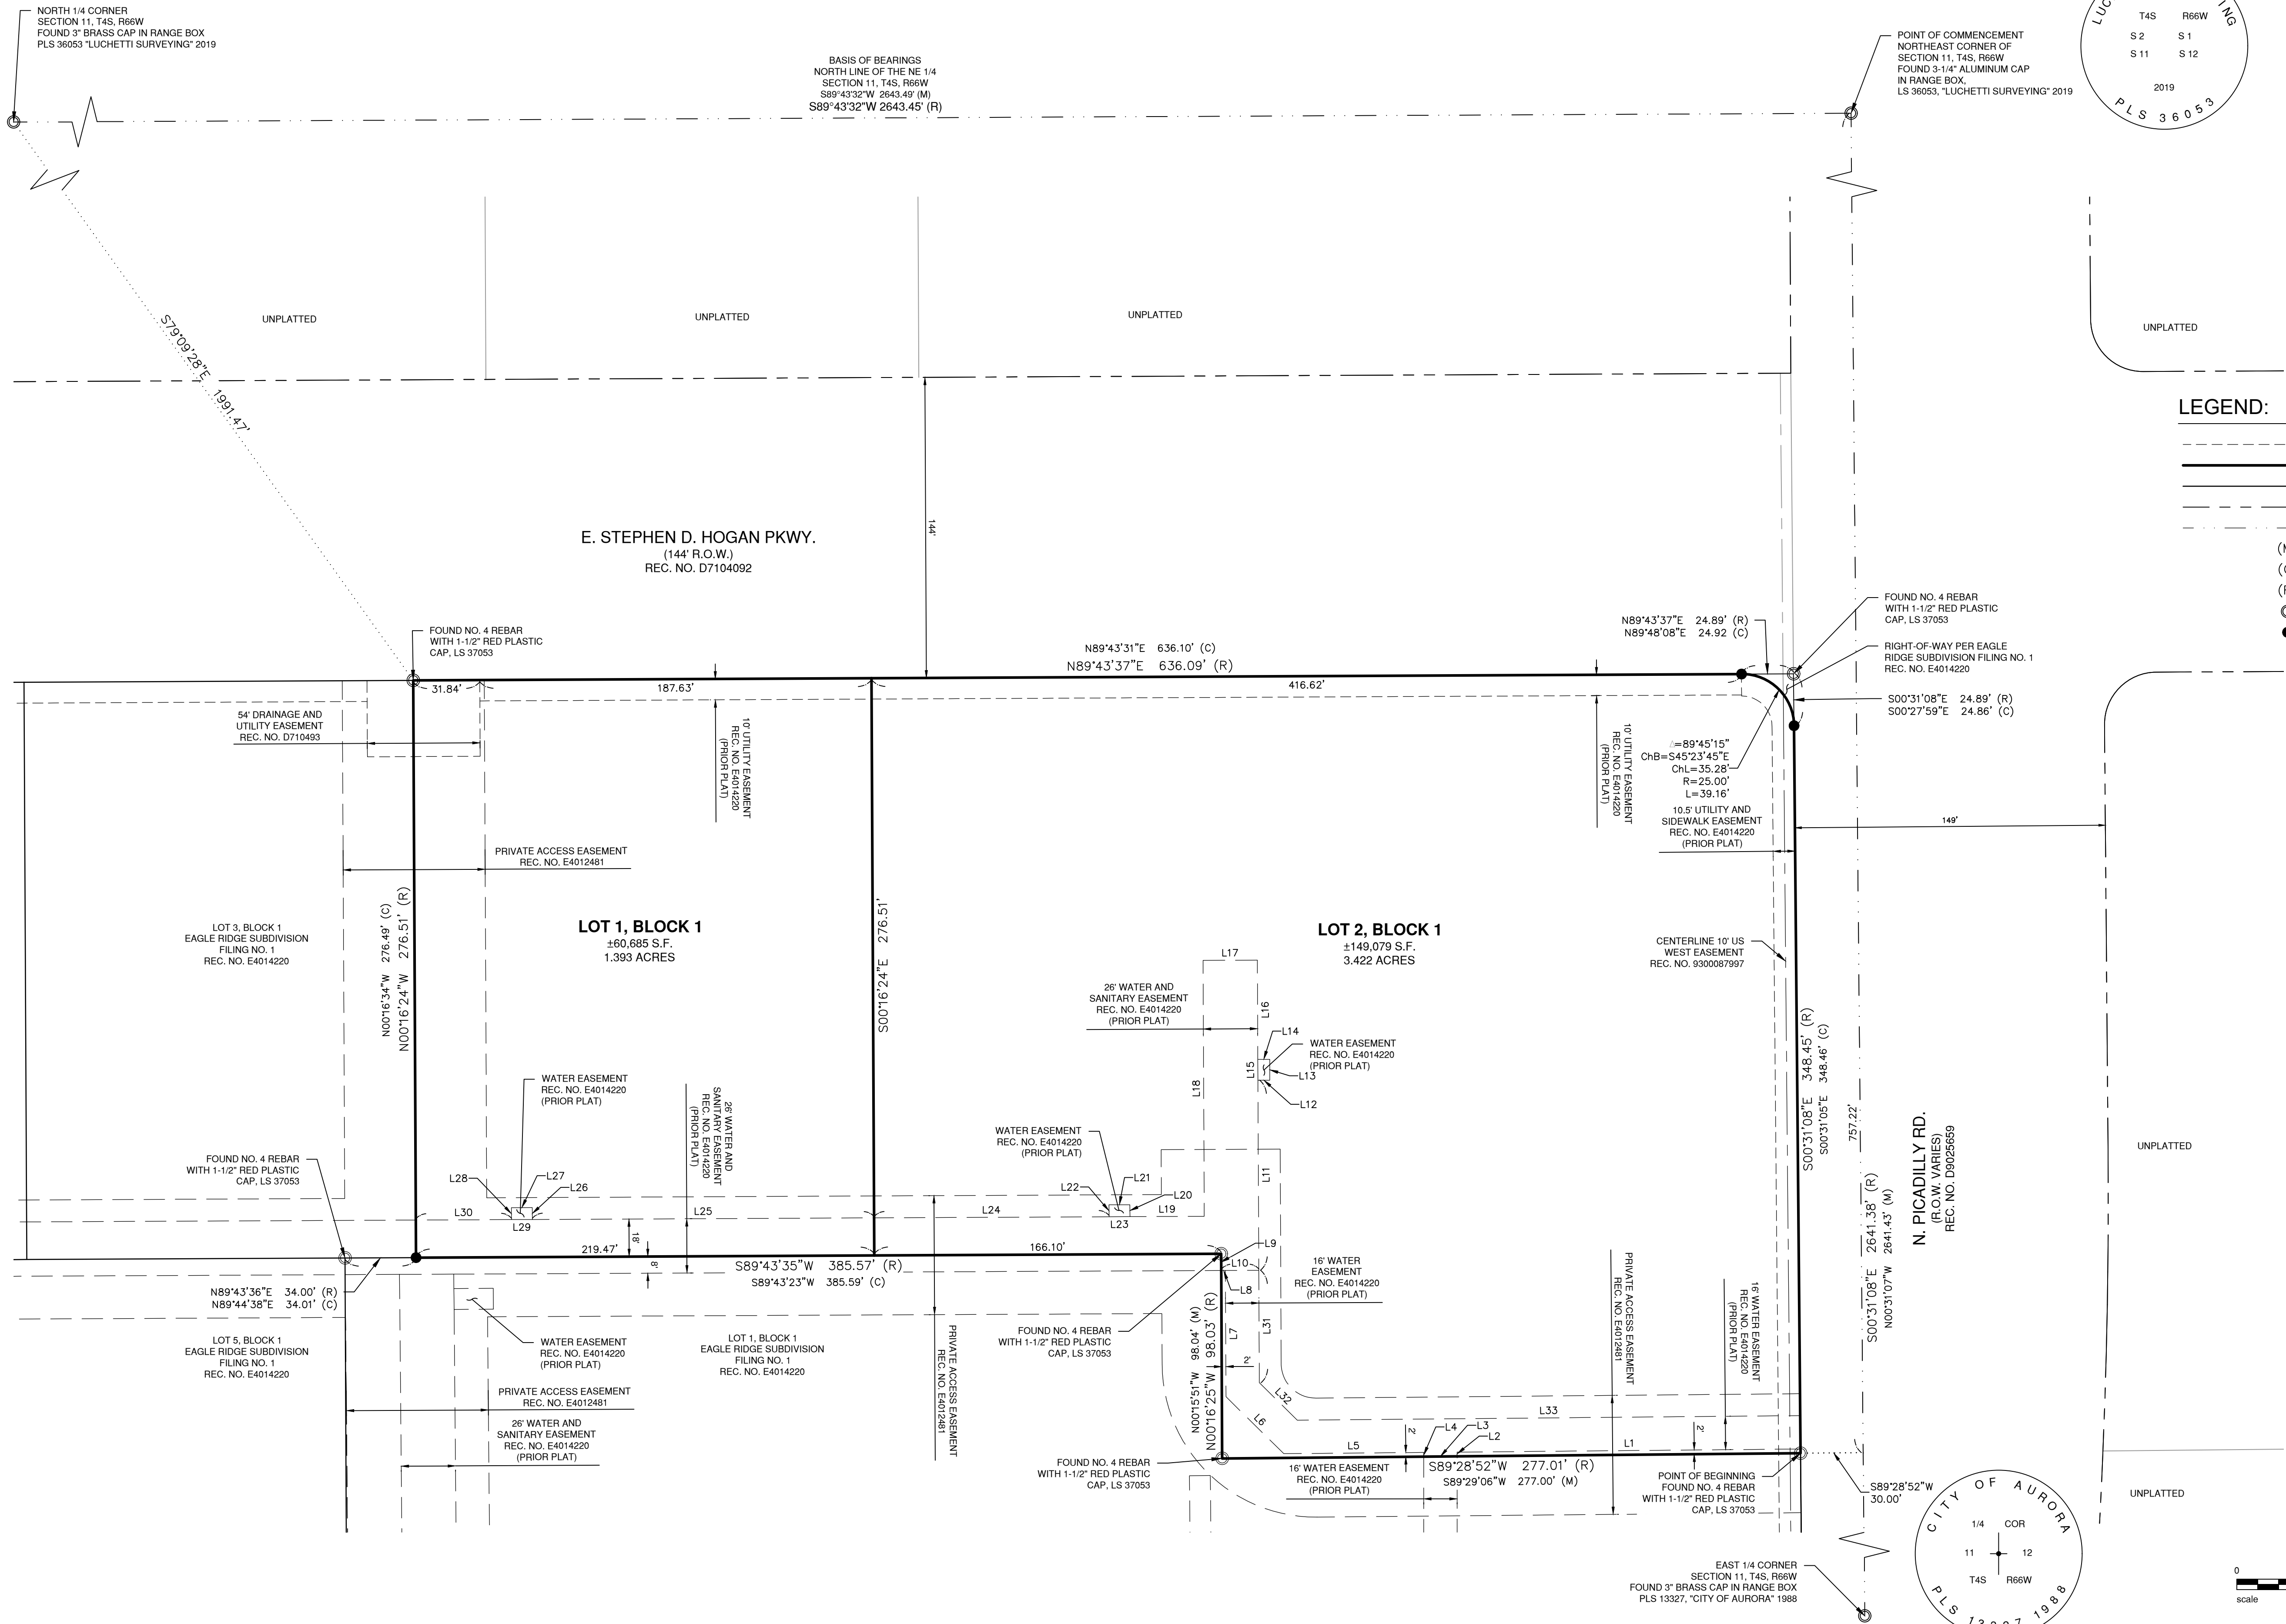 NORTH 1/4 CORNER
SECTION 11, T4S, R66W
FOUND 3" BRASS CAP IN RANGE BOX
PLS 36053 "LUCHETTI SURVEYING" 2019
BASIS OF BEARINGS
NORTH LINE OF THE NE 1/4
SECTION 11, T4S, R66W
S89°43'32"W 2643.49' (M)
S89°43'32"W 2643.45' (R)
POINT OF COMMENCEMENT
NORTHEAST CORNER OF
SECTION 11, T4S, R66W
FOUND 3-1/4" ALUMINUM CAP
IN RANGE BOX,
LS 36053, "LUCHETTI SURVEYING" 2019
T4S R66W
S 2 S 1
S 11 S 12
2019
PLS 36053
UNPLATTED
UNPLATTED
UNPLATTED
UNPLATTED
S79°09'28"E 1991.47'
LEGEND:
144'
E. STEPHEN D. HOGAN PKWY.
(144' R.O.W.)
REC. NO. D7104092
FOUND NO. 4 REBAR
WITH 1-1/2" RED PLASTIC
CAP, LS 37053
N89°43'31"E 636.10' (C)
N89°43'37"E 636.09' (R)
N89°43'37"E 24.89' (R)
N89°48'08"E 24.92 (C)
FOUND NO. 4 REBAR
WITH 1-1/2" RED PLASTIC
CAP, LS 37053
RIGHT-OF-WAY PER EAGLE
RIDGE SUBDIVISION FILING NO. 1
REC. NO. E4014220
S00°31'08"E 24.89' (R)
S00°27'59"E 24.86' (C)
31.84'
187.63'
416.62'
54' DRAINAGE AND
UTILITY EASEMENT
REC. NO. D710493
10' UTILITY EASEMENT
REC. NO. E4014220
(PRIOR PLAT)
10' UTILITY EASEMENT
REC. NO. E4014220
(PRIOR PLAT)
Δ=89°45'15"
ChB=S45°23'45"E
ChL=35.28'
R=25.00'
L=39.16'
10.5' UTILITY AND
SIDEWALK EASEMENT
REC. NO. E4014220
(PRIOR PLAT)
149'
PRIVATE ACCESS EASEMENT
REC. NO. E4012481
LOT 3, BLOCK 1
EAGLE RIDGE SUBDIVISION
FILING NO. 1
REC. NO. E4014220
N00°16'34"W 276.49' (C)
N00°16'24"W 276.51' (R)
LOT 1, BLOCK 1
±60,685 S.F.
1.393 ACRES
S00°16'24"E 276.51'
LOT 2, BLOCK 1
±149,079 S.F.
3.422 ACRES
CENTERLINE 10' US
WEST EASEMENT
REC. NO. 9300087997
L17
26' WATER AND
SANITARY EASEMENT
REC. NO. E4014220
(PRIOR PLAT)
L16
L14
WATER EASEMENT
REC. NO. E4014220
(PRIOR PLAT)
L15
L13
L12
L18
WATER EASEMENT
REC. NO. E4014220
(PRIOR PLAT)
26' WATER AND
SANITARY EASEMENT
REC. NO. E4014220
(PRIOR PLAT)
WATER EASEMENT
REC. NO. E4014220
(PRIOR PLAT)
S00°31'08"E 348.45' (R)
S00°31'05"E 348.46' (C)
757.22'
S00°31'08"E 2641.38' (R)
N00°31'07"W 2641.43' (M)
N. PICADILLY RD.
(R.O.W. VARIES)
REC. NO. D9025659
UNPLATTED
FOUND NO. 4 REBAR
WITH 1-1/2" RED PLASTIC
CAP, LS 37053
L28
L27
L26
L29
L30
L25
L24
L22
L21
L20
L19
L23
L11
18'
8'
219.47'
166.10'
S89°43'35"W 385.57' (R)
S89°43'23"W 385.59' (C)
L9
L10
L8
16' WATER
EASEMENT
REC. NO. E4014220
(PRIOR PLAT)
N89°43'36"E 34.00' (R)
N89°44'38"E 34.01' (C)
LOT 5, BLOCK 1
EAGLE RIDGE SUBDIVISION
FILING NO. 1
REC. NO. E4014220
WATER EASEMENT
REC. NO. E4014220
(PRIOR PLAT)
LOT 1, BLOCK 1
EAGLE RIDGE SUBDIVISION
FILING NO. 1
REC. NO. E4014220
PRIVATE ACCESS EASEMENT
REC. NO. E4012481
FOUND NO. 4 REBAR
WITH 1-1/2" RED PLASTIC
CAP, LS 37053
N00°15'51"W 98.04' (M)
N00°16'25"W 98.03' (R)
L7
L31
2'
L32
L6
L33
PRIVATE ACCESS EASEMENT
REC. NO. E4012481
16' WATER EASEMENT
REC. NO. E4014220
(PRIOR PLAT)
PRIVATE ACCESS EASEMENT
REC. NO. E4012481
26' WATER AND
SANITARY EASEMENT
REC. NO. E4014220
(PRIOR PLAT)
L5
2'
L4
L3
L2
L1
2'
FOUND NO. 4 REBAR
WITH 1-1/2" RED PLASTIC
CAP, LS 37053
16' WATER EASEMENT
REC. NO. E4014220
(PRIOR PLAT)
S89°28'52"W 277.01' (R)
S89°29'06"W 277.00' (M)
POINT OF BEGINNING
FOUND NO. 4 REBAR
WITH 1-1/2" RED PLASTIC
CAP, LS 37053
S89°28'52"W
30.00'
UNPLATTED
CITY OF AURORA
1/4 COR
11 12
T4S R66W
EAST 1/4 CORNER
SECTION 11, T4S, R66W
FOUND 3" BRASS CAP IN RANGE BOX
PLS 13327, "CITY OF AURORA" 1988
PLS 13327 1988
0
scale